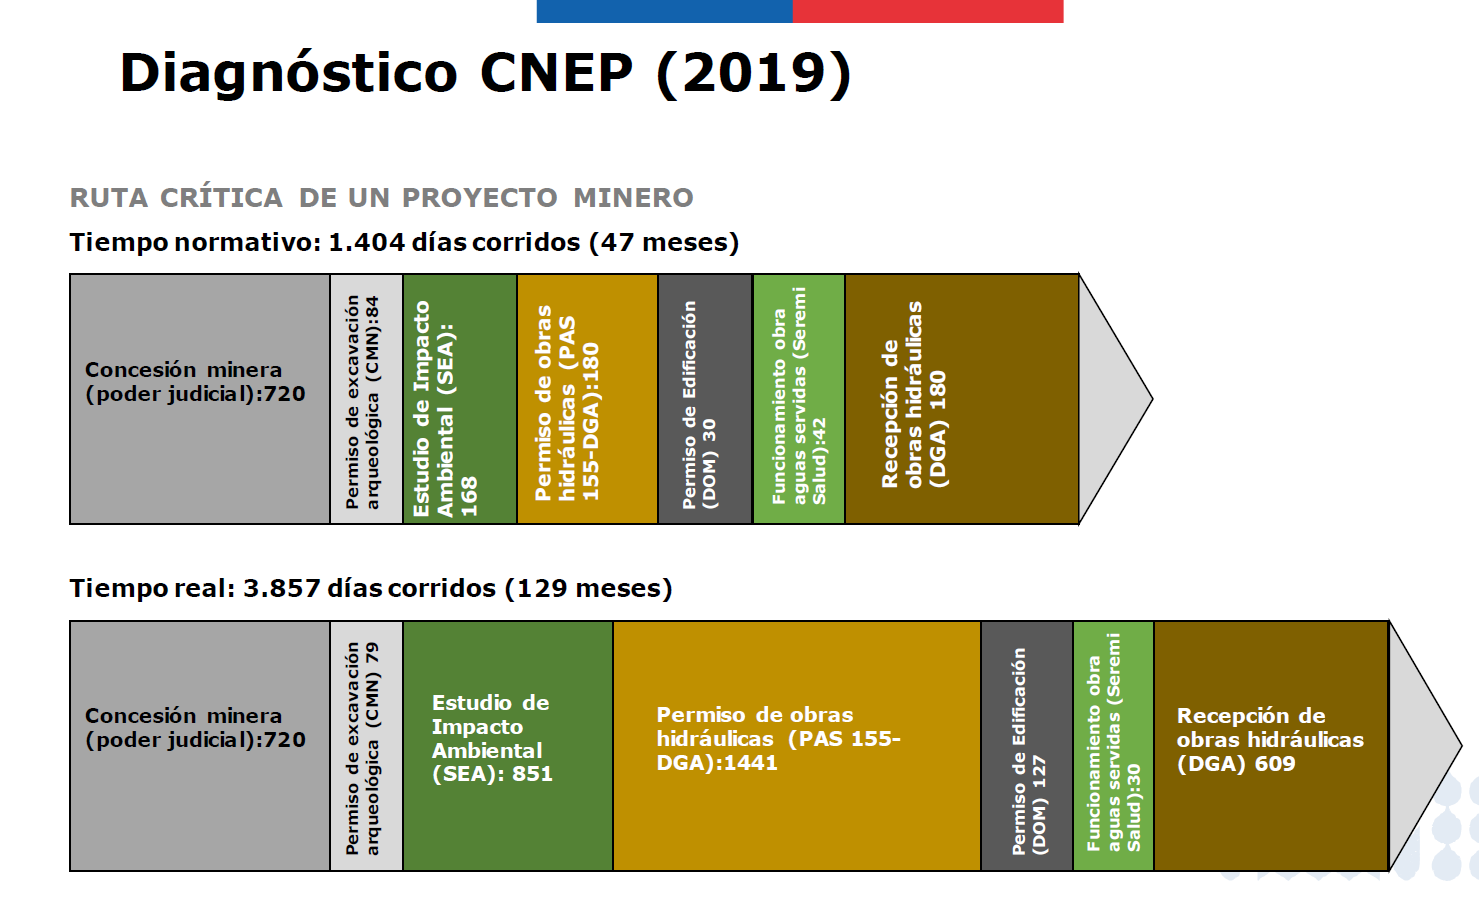 Diagnóstico CNEP (2019)
RUTA CRÍTICA DE UN PROYECTO MINERO
Tiempo normativo: 1.404 días corridos (47 meses)
Concesión minera
(poder judicial):720
Permiso de excavación
arqueológica (CMN):84
Estudio de Impacto
Ambiental (SEA):
168
Permiso de obras
hidráulicas (PAS
155-DGA):180
Permiso de Edificación
(DOM) 30
Funcionamiento obra
aguas servidas (Seremi
Salud):42
Recepción de
obras hidráulicas
(DGA) 180
Tiempo real: 3.857 días corridos (129 meses)
Concesión minera
(poder judicial):720
Permiso de excavación
arqueológica (CMN) 79
Estudio de
Impacto
Ambiental
(SEA): 851
Permiso de obras
hidráulicas (PAS 155-
DGA):1441
Permiso de Edificación
(DOM) 127
Funcionamiento obra
aguas servidas (Seremi
Salud):30
Recepción de
obras hidráulicas
(DGA) 609